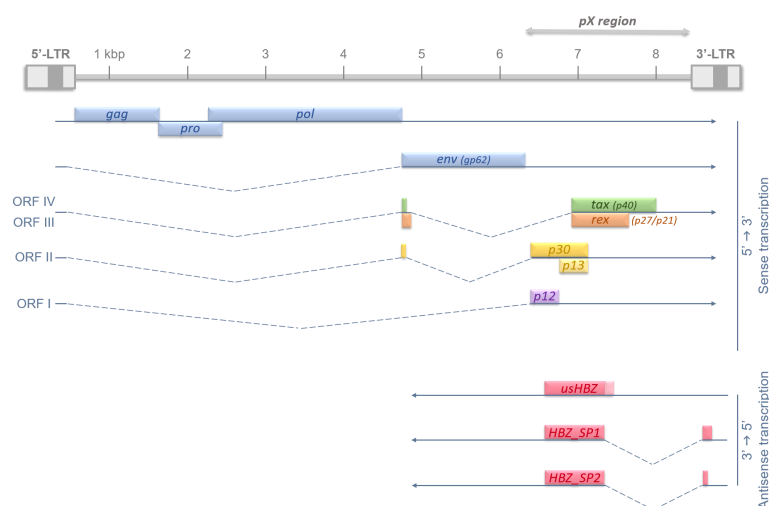 pX region
5'-LTR 1 kbp 2 3 4 5 6 7 8 3'-LTR
gag pol
pro
env (gp62)
ORF IV tax (p40)
ORF III rex (p27/p21)
ORF II p30
p13
ORF I p12
5' → 3'
Sense transcription
usHBZ
HBZ_SP1
HBZ_SP2
3' → 5'
Antisense transcription